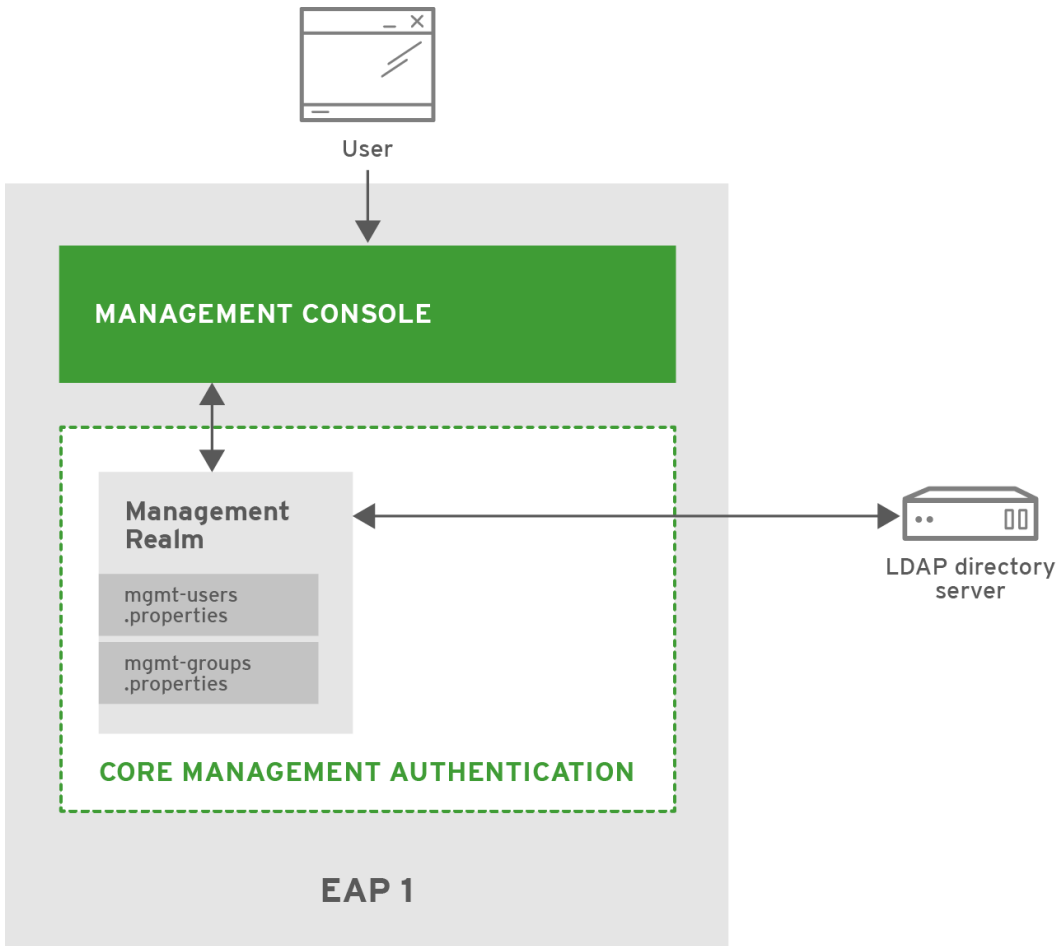 User
MANAGEMENT CONSOLE
Management
Realm
mgmt-users
.properties
mgmt-groups
.properties
CORE MANAGEMENT AUTHENTICATION
LDAP directory
server
EAP 1